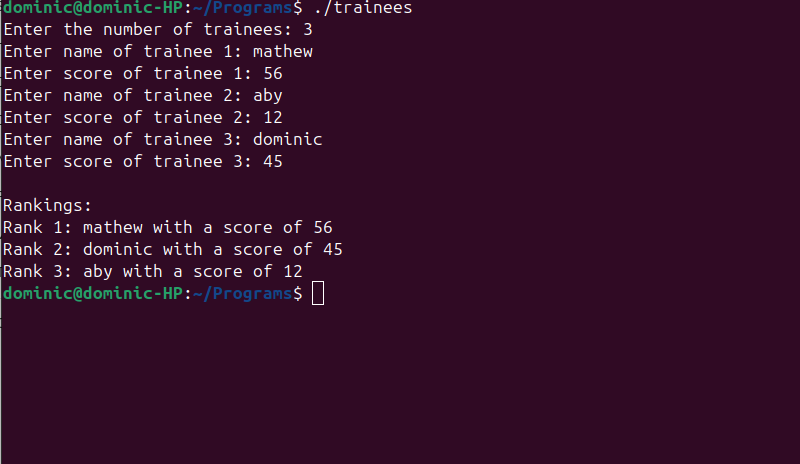 dominic@dominic-HP:~/Programs$ ./trainees
Enter the number of trainees: 3
Enter name of trainee 1: mathew
Enter score of trainee 1: 56
Enter name of trainee 2: aby
Enter score of trainee 2: 12
Enter name of trainee 3: dominic
Enter score of trainee 3: 45

Rankings:
Rank 1: mathew with a score of 56
Rank 2: dominic with a score of 45
Rank 3: aby with a score of 12
dominic@dominic-HP:~/Programs$